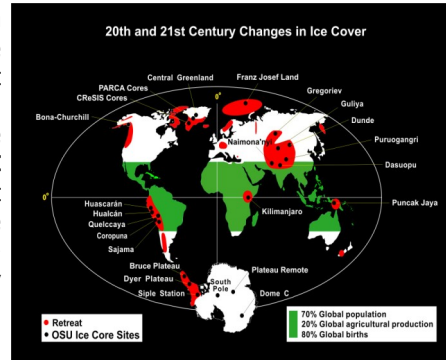 20th and 21st Century Changes in Ice Cover
Central Greenland
Franz Josef Land
PARCA Cores
CReSIS Cores
Bona-Churchill
0°
Gregoriev
Guliya
Dunde
Naimona'nyi
Puruogangri
Dasuopu
0°
Huascarán
Hualcán
Quelccaya
Coropuna
Sajama
Kilimanjaro
Puncak Jaya
Bruce Plateau
Dyer Plateau
Siple Station
South
Pole
Plateau Remote
Dome C
Retreat
OSU Ice Core Sites
70% Global population
20% Global agricultural production
80% Global births